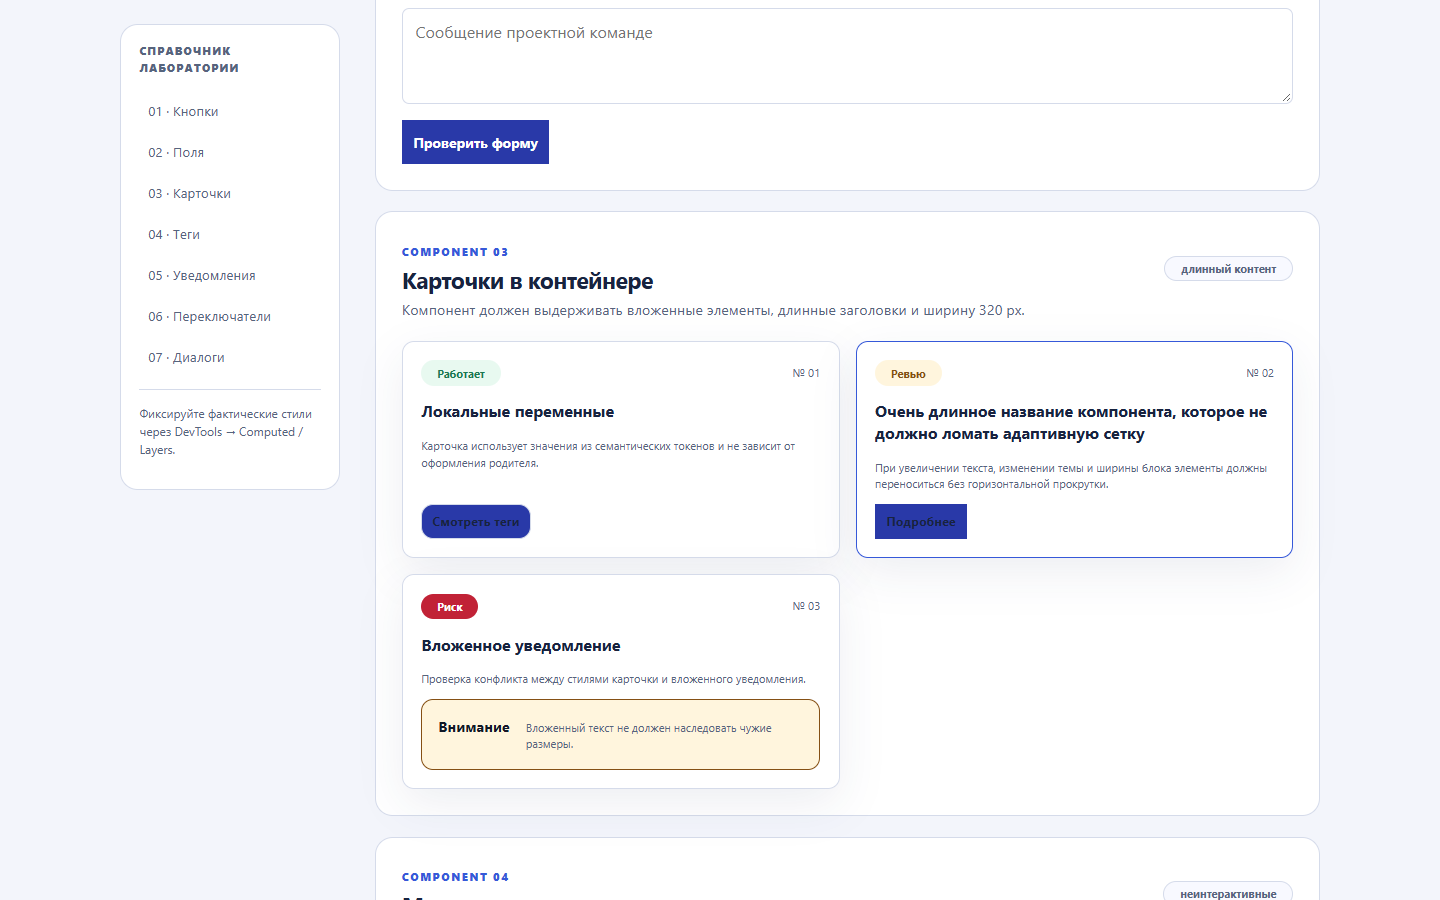 СПРАВОЧНИК
ЛАБОРАТОРИИ
01 · Кнопки
02 · Поля
03 · Карточки
04 · Теги
05 · Уведомления
06 · Переключатели
07 · Диалоги
Фиксируйте фактические стили
через DevTools → Computed /
Layers.
Сообщение проектной команде
Проверить форму
COMPONENT 03
Карточки в контейнере
Компонент должен выдерживать вложенные элементы, длинные заголовки и ширину 320 px.
длинный контент
Работает
№ 01
Локальные переменные
Карточка использует значения из семантических токенов и не зависит от
оформления родителя.
Смотреть теги
Ревью
№ 02
Очень длинное название компонента, которое не
должно ломать адаптивную сетку
При увеличении текста, изменении темы и ширины блока элементы должны
переноситься без горизонтальной прокрутки.
Подробнее
Риск
№ 03
Вложенное уведомление
Проверка конфликта между стилями карточки и вложенного уведомления.
Внимание
Вложенный текст не должен наследовать чужие
размеры.
COMPONENT 04
неинтерактивные